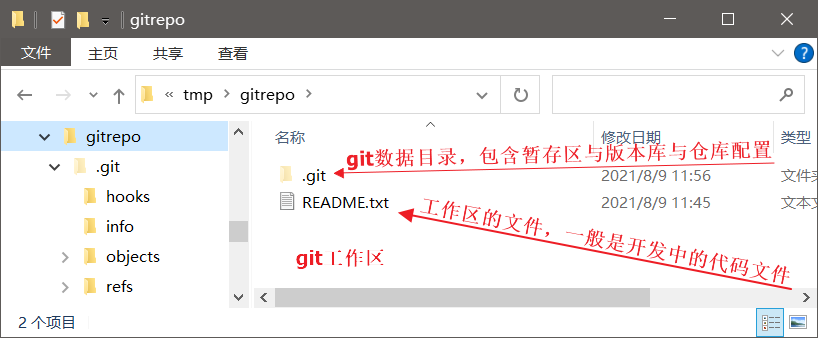 gitrepo
文件 主页 共享 查看
« tmp › gitrepo ›
gitrepo
.git
hooks
info
objects
refs
名称 修改日期 类型
git数据目录，包含暂存区与版本库与仓库配置
.git 2021/8/9 11:56 文件夹
README.txt 2021/8/9 11:45 文本文
工作区的文件，一般是开发中的代码文件
git工作区
2 个项目